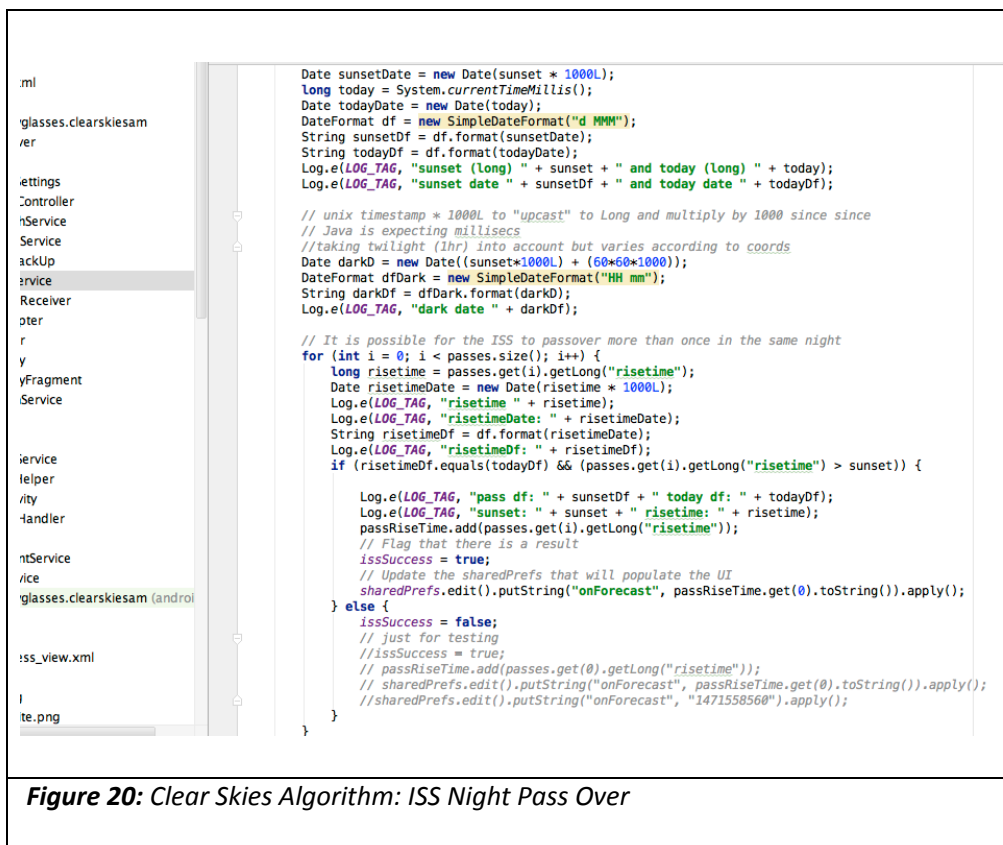 :ml
/glasses.clearskiesam
/er
ettings
Controller
hService
Service
ackUp
ervice
Receiver
pter
r
y
yFragment
nService
Service
Helper
vity
Handler
ntService
vice
/glasses.clearskiesam (androi
ess_view.xml
ite.png
Date sunsetDate = new Date(sunset * 1000L);
long today = System.currentTimeMillis();
Date todayDate = new Date(today);
DateFormat df = new SimpleDateFormat("d MMM");
String sunsetDf = df.format(sunsetDate);
String todayDf = df.format(todayDate);
Log.e(LOG_TAG, "sunset (long) " + sunset + " and today (long) " + today);
Log.e(LOG_TAG, "sunset date " + sunsetDf + " and today date " + todayDf);
// unix timestamp * 1000L to "upcast" to Long and multiply by 1000 since since
// Java is expecting millisecs
//taking twilight (1hr) into account but varies according to coords
Date darkD = new Date((sunset*1000L) + (60*60*1000));
DateFormat dfDark = new SimpleDateFormat("HH mm");
String darkDf = dfDark.format(darkD);
Log.e(LOG_TAG, "dark date " + darkDf);
// It is possible for the ISS to passover more than once in the same night
for (int i = 0; i < passes.size(); i++) {
long risetime = passes.get(i).getLong("risetime");
Date risetimeDate = new Date(risetime * 1000L);
Log.e(LOG_TAG, "risetime " + risetime);
Log.e(LOG_TAG, "risetimeDate: " + risetimeDate);
String risetimeDf = df.format(risetimeDate);
Log.e(LOG_TAG, "risetimeDf: " + risetimeDf);
if (risetimeDf.equals(todayDf) && (passes.get(i).getLong("risetime") > sunset)) {
Log.e(LOG_TAG, "pass df: " + sunsetDf + " today df: " + todayDf);
Log.e(LOG_TAG, "sunset: " + sunset + " risetime: " + risetime);
passRiseTime.add(passes.get(i).getLong("risetime"));
// Flag that there is a result
issSuccess = true;
// Update the sharedPrefs that will populate the UI
sharedPrefs.edit().putString("onForecast", passRiseTime.get(0).toString()).apply();
} else {
issSuccess = false;
// just for testing
//issSuccess = true;
// passRiseTime.add(passes.get(0).getLong("risetime"));
// sharedPrefs.edit().putString("onForecast", passRiseTime.get(0).toString()).apply();
//sharedPrefs.edit().putString("onForecast", "1471558560").apply();
}
}
Figure 20: Clear Skies Algorithm: ISS Night Pass Over